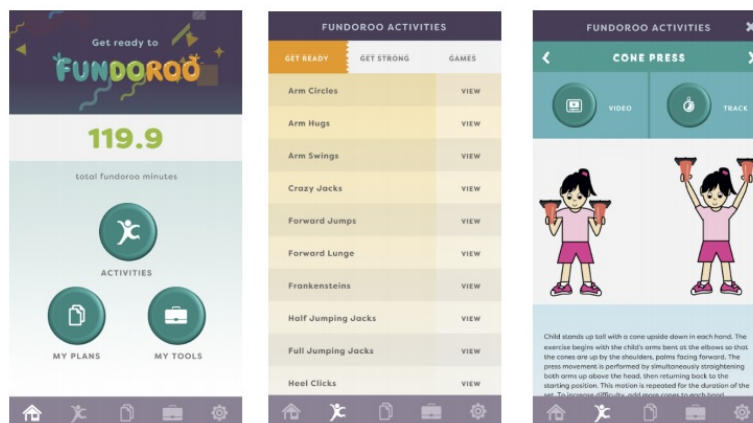 Get ready to
FUNDOROO
119.9
total fundoroo minutes
ACTIVITIES
MY PLANS
MY TOOLS
FUNDOROO ACTIVITIES
GET READY
GET STRONG
GAMES
Arm Circles VIEW
Arm Hugs VIEW
Arm Swings VIEW
Crazy Jacks VIEW
Forward Jumps VIEW
Forward Lunge VIEW
Frankensteins VIEW
Half Jumping Jacks VIEW
Full Jumping Jacks VIEW
Heel Clicks VIEW
FUNDOROO ACTIVITIES
CONE PRESS
VIDEO
TRACK
Child stands up tall with a cone upside down in each hand. The
exercise begins with the child's arms bent at the elbows so that
the cones are up by the shoulders, palms facing forward. The
press movement is performed by simultaneously straightening
both arms up above the head, then returning back to the
starting position. This motion is repeated for the duration of the
set. To increase difficulty, add more cones to each hand.